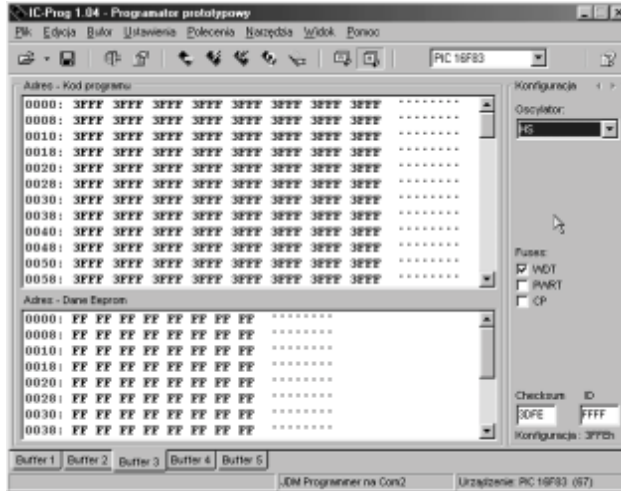 IC-Prog 1.04 - Programator prototypowy
Plik Edycja Bufor Ustawienia Polecenia Narzędzia Widok Pomoc
PIC 16F83
Adres - Kod programu
0000: 3FFF 3FFF 3FFF 3FFF 3FFF 3FFF 3FFF 3FFF ........
0008: 3FFF 3FFF 3FFF 3FFF 3FFF 3FFF 3FFF 3FFF ........
0010: 3FFF 3FFF 3FFF 3FFF 3FFF 3FFF 3FFF 3FFF ........
0018: 3FFF 3FFF 3FFF 3FFF 3FFF 3FFF 3FFF 3FFF ........
0020: 3FFF 3FFF 3FFF 3FFF 3FFF 3FFF 3FFF 3FFF ........
0028: 3FFF 3FFF 3FFF 3FFF 3FFF 3FFF 3FFF 3FFF ........
0030: 3FFF 3FFF 3FFF 3FFF 3FFF 3FFF 3FFF 3FFF ........
0038: 3FFF 3FFF 3FFF 3FFF 3FFF 3FFF 3FFF 3FFF ........
0040: 3FFF 3FFF 3FFF 3FFF 3FFF 3FFF 3FFF 3FFF ........
0048: 3FFF 3FFF 3FFF 3FFF 3FFF 3FFF 3FFF 3FFF ........
0050: 3FFF 3FFF 3FFF 3FFF 3FFF 3FFF 3FFF 3FFF ........
0058: 3FFF 3FFF 3FFF 3FFF 3FFF 3FFF 3FFF 3FFF ........
Adres - Dane Eeprom
0000: FF FF FF FF FF FF FF FF ........
0008: FF FF FF FF FF FF FF FF ........
0010: FF FF FF FF FF FF FF FF ........
0018: FF FF FF FF FF FF FF FF ........
0020: FF FF FF FF FF FF FF FF ........
0028: FF FF FF FF FF FF FF FF ........
0030: FF FF FF FF FF FF FF FF ........
0038: FF FF FF FF FF FF FF FF ........
Konfiguracja
Oscylator:
HS
Fuses:
WDT
PWRT
CP
Checksum ID
3DFE FFFF
Konfiguracja : 3FFEh
Buffer 1 Buffer 2 Buffer 3 Buffer 4 Buffer 5
JDM Programmer na Com2 Urządzenie: PIC 16F83 (67)